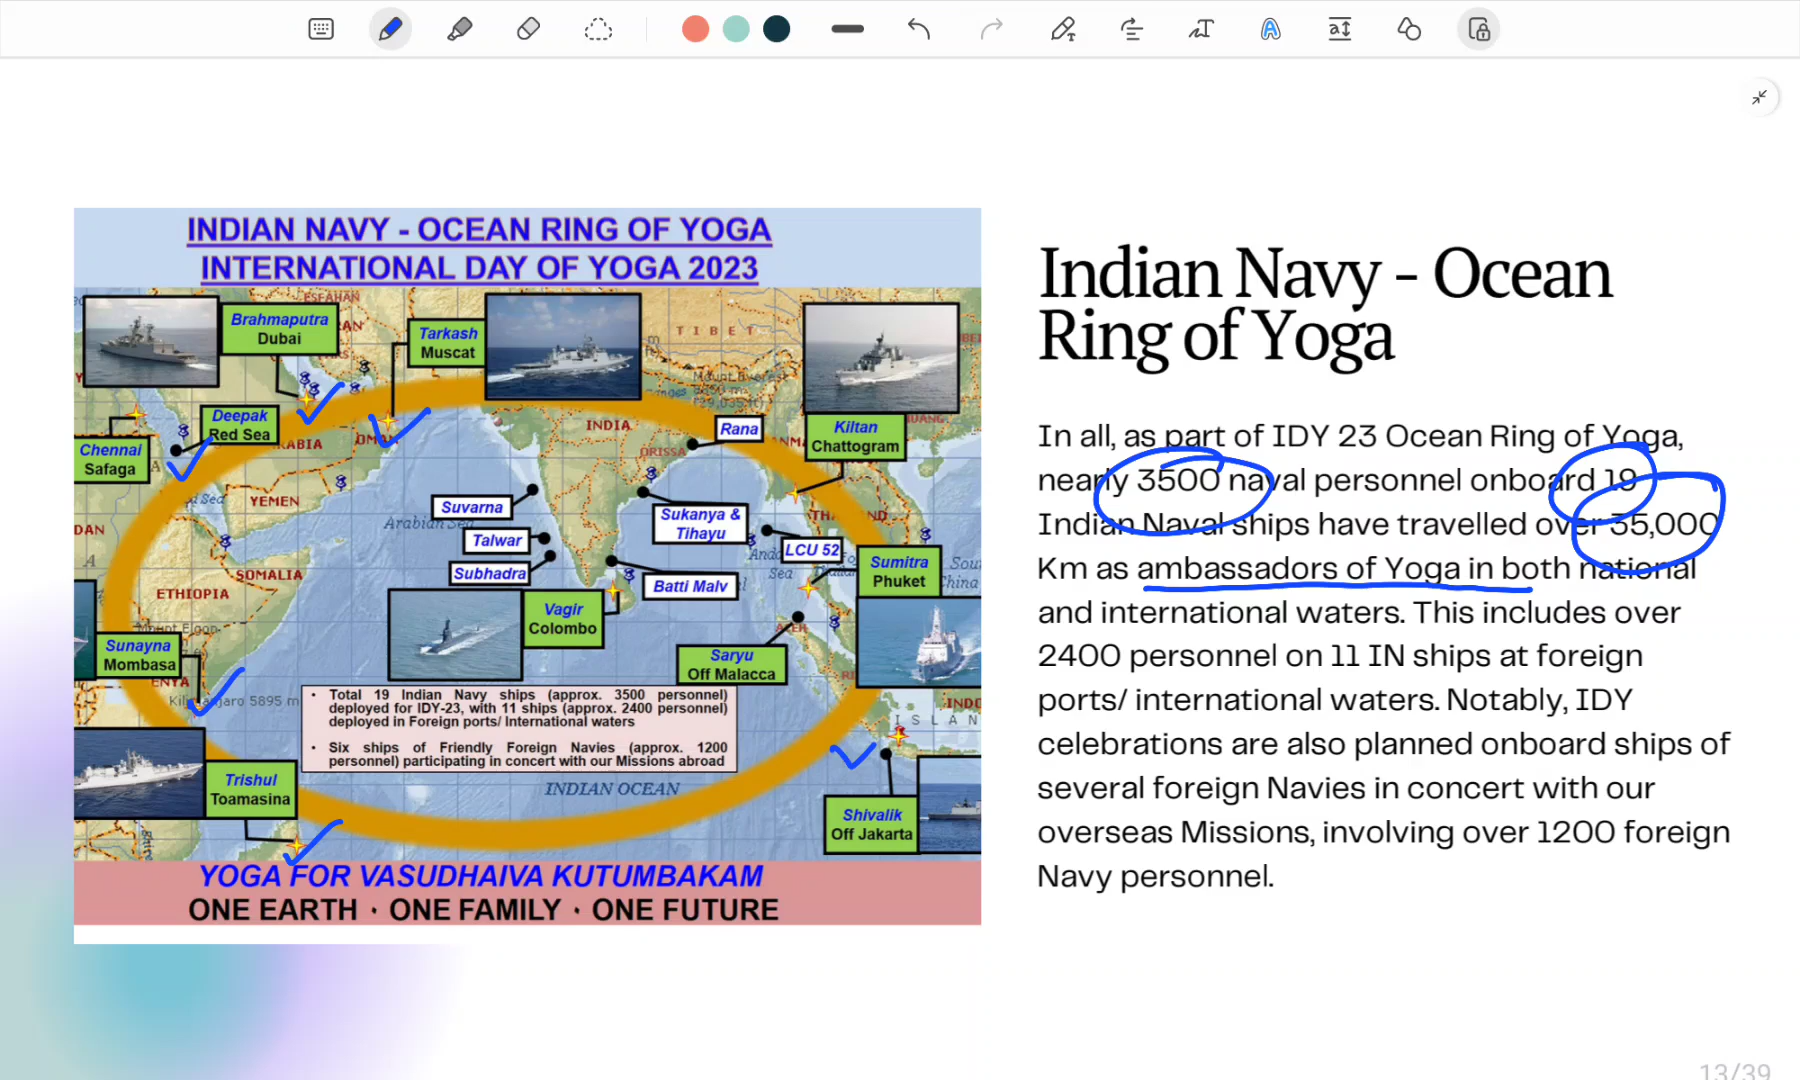 INDIAN NAVY - OCEAN RING OF YOGA
INTERNATIONAL DAY OF YOGA 2023
ESFAHAN
Brahmaputra
Dubai
Tarkash
Muscat
TIBET
Deepak
Red Sea
Chennai
Safaga
INDIA
ORISSA
Rana
Kiltan
Chattogram
YEMEN
Arabian Sea
Suvarna
Talwar
Subhadra
Sukanya &
Tihayu
LCU 52
Batti Malv
Sumitra
Phuket
SOMALIA
ETHIOPIA
Mount Elgon
Vagir
Colombo
Saryu
Off Malacca
Sunayna
Mombasa
Kilimanjaro 5895 m
• Total 19 Indian Navy ships (approx. 3500 personnel)
deployed for IDY-23, with 11 ships (approx. 2400 personnel)
deployed in Foreign ports/ International waters
• Six ships of Friendly Foreign Navies (approx. 1200
personnel) participating in concert with our Missions abroad
Trishul
Toamasina
INDIAN OCEAN
Shivalik
Off Jakarta
YOGA FOR VASUDHAIVA KUTUMBAKAM
ONE EARTH · ONE FAMILY · ONE FUTURE
Indian Navy - Ocean
Ring of Yoga
In all, as part of IDY 23 Ocean Ring of Yoga,
nearly 3500 naval personnel onboard 19
Indian Naval ships have travelled over 35,000
Km as ambassadors of Yoga in both national
and international waters. This includes over
2400 personnel on 11 IN ships at foreign
ports/ international waters. Notably, IDY
celebrations are also planned onboard ships of
several foreign Navies in concert with our
overseas Missions, involving over 1200 foreign
Navy personnel.
13/39